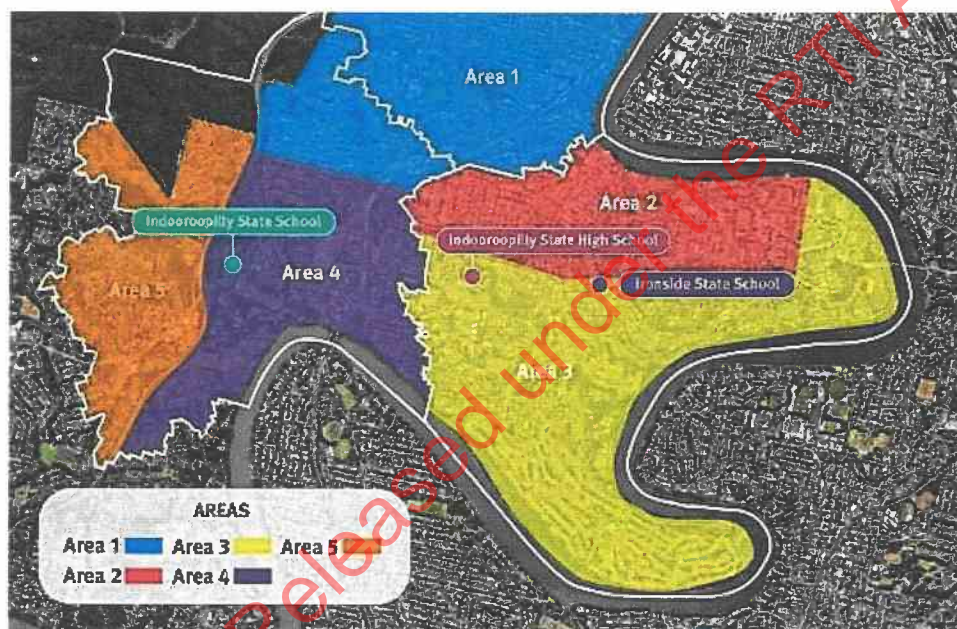 Area 1
Area 2
Indooroopilly State School
Indooroopilly State High School
Area 4
Ironside State School
Area 5
Area 3
AREAS
Area 1 Area 3 Area 5
Area 2 Area 4
Released under the RTI A